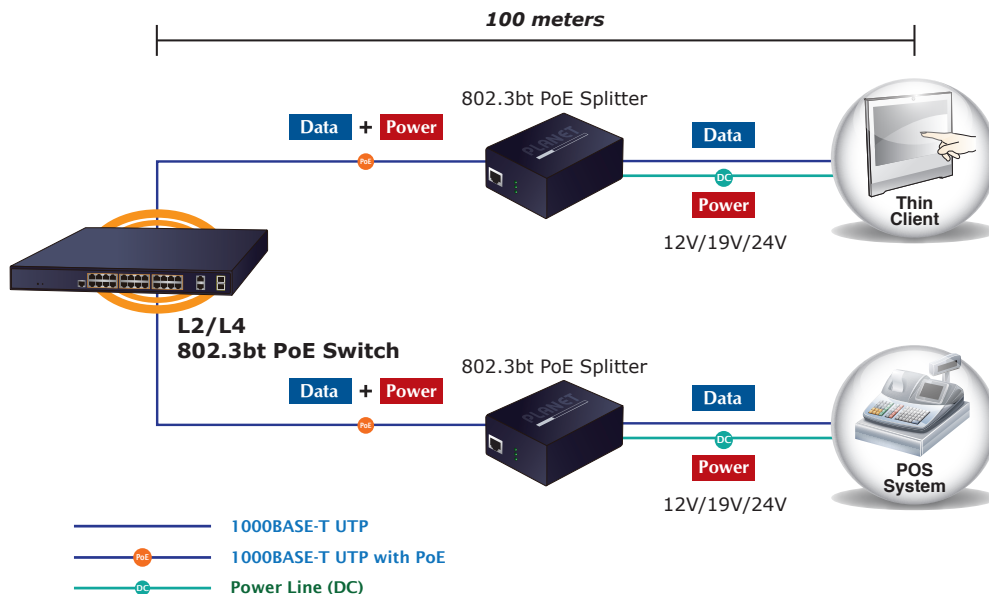 100 meters
802.3bt PoE Splitter
Data + Power
Data
PoE
DC
PLANET
Power
Thin
Client
12V/19V/24V
L2/L4
802.3bt PoE Switch
802.3bt PoE Splitter
Data + Power
Data
PoE
DC
PLANET
Power
POS
System
12V/19V/24V
1000BASE-T UTP
PoE 1000BASE-T UTP with PoE
DC Power Line (DC)